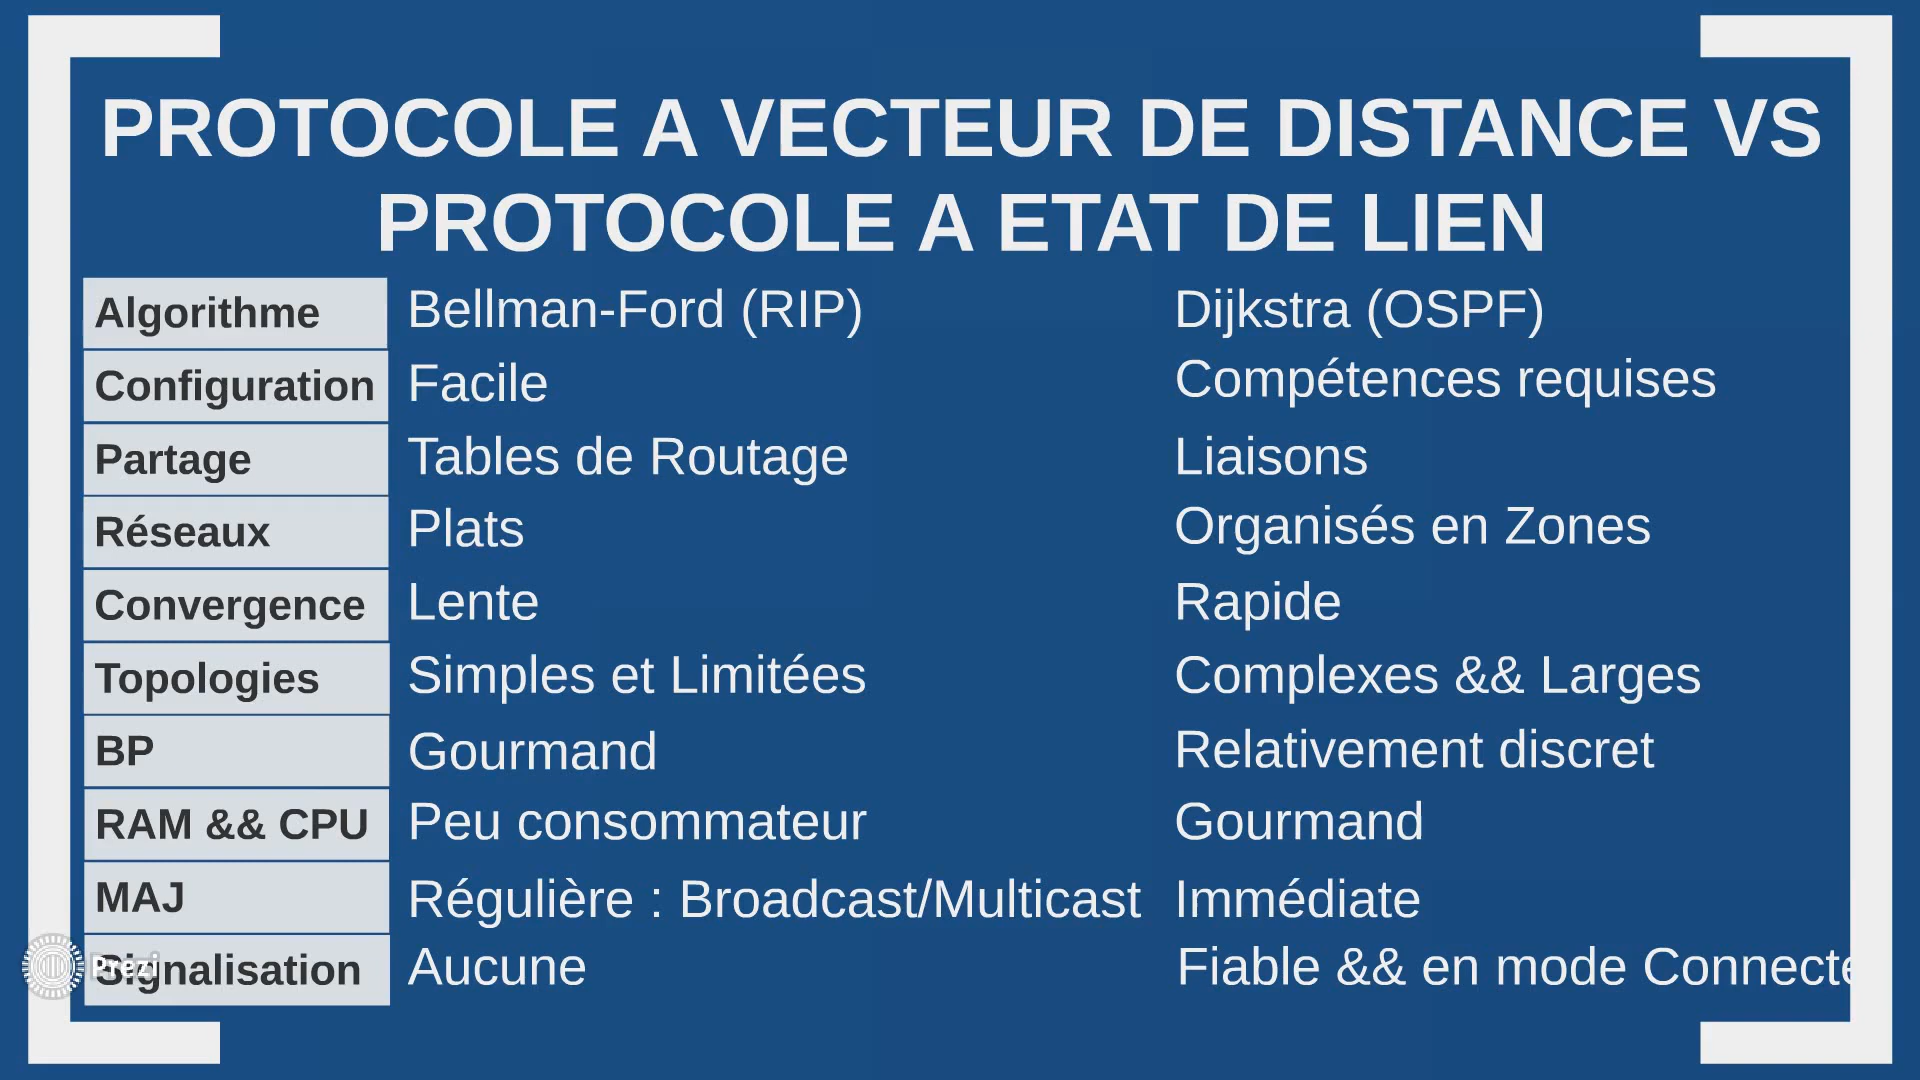 PROTOCOLE A VECTEUR DE DISTANCE VS
PROTOCOLE A ETAT DE LIEN
Algorithme Bellman-Ford (RIP) Dijkstra (OSPF)
Configuration Facile Compétences requises
Partage Tables de Routage Liaisons
Réseaux Plats Organisés en Zones
Convergence Lente Rapide
Topologies Simples et Limitées Complexes && Larges
BP Gourmand Relativement discret
RAM && CPU Peu consommateur Gourmand
MAJ Régulière : Broadcast/Multicast Immédiate
Signalisation Aucune Fiable && en mode Connecté
Prezi